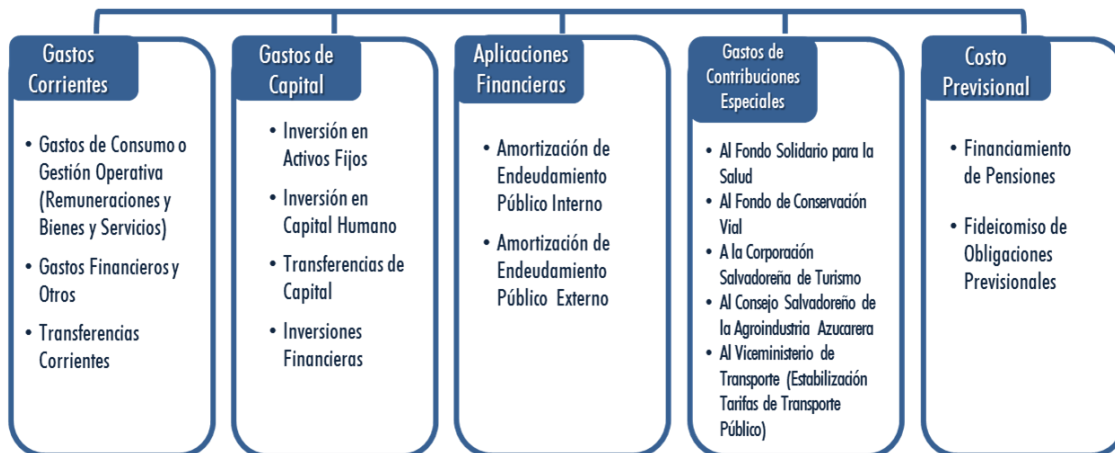 Gastos
Corrientes
• Gastos de Consumo o
Gestión Operativa
(Remuneraciones y
Bienes y Servicios)
• Gastos Financieros y
Otros
• Transferencias
Corrientes
Gastos de
Capital
• Inversión en
Activos Fijos
• Inversión en
Capital Humano
• Transferencias de
Capital
• Inversiones
Financieras
Aplicaciones
Financieras
• Amortización de
Endeudamiento
Público Interno
• Amortización de
Endeudamiento
Público Externo
Gastos de
Contribuciones
Especiales
• Al Fondo Solidario para la
Salud
• Al Fondo de Conservación
Vial
• A la Corporación
Salvadoreña de Turismo
• Al Consejo Salvadoreño de
la Agroindustria Azucarera
• Al Viceministerio de
Transporte (Estabilización
Tarifas de Transporte
Público)
Costo
Previsional
• Financiamiento
de Pensiones
• Fideicomiso de
Obligaciones
Previsionales